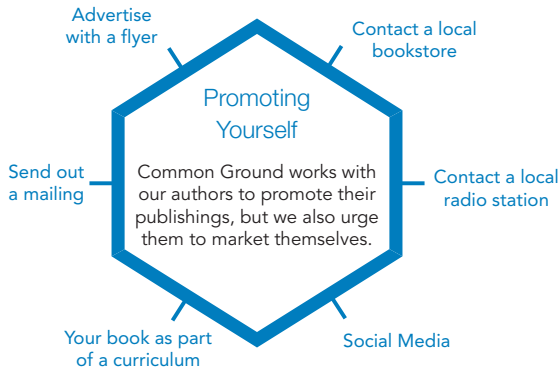 Advertise
with a flyer
Contact a local
bookstore
Promoting
Yourself
Common Ground works with
our authors to promote their
publishings, but we also urge
them to market themselves.
Send out
a mailing
Contact a local
radio station
Your book as part
of a curriculum
Social Media